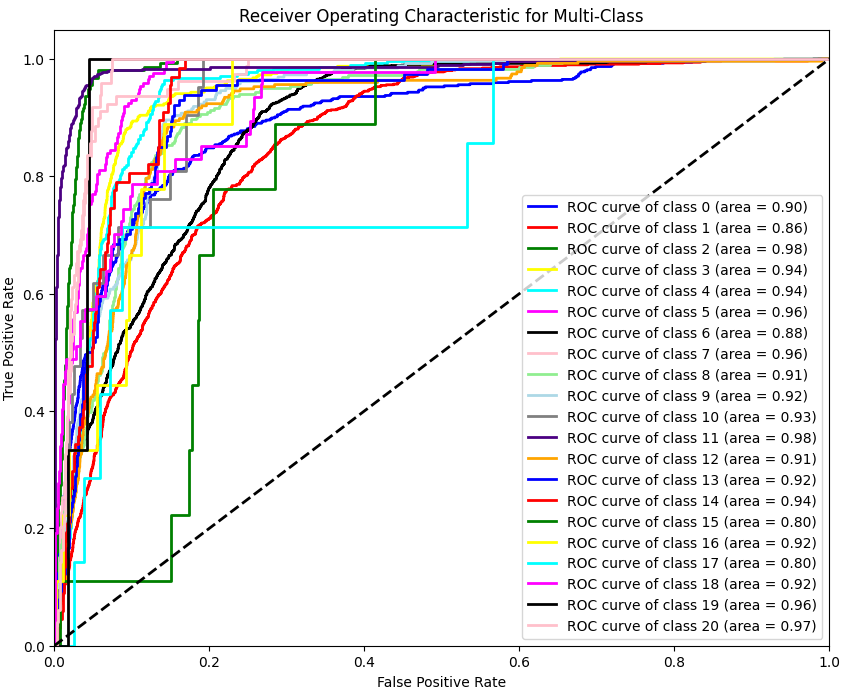 Receiver Operating Characteristic for Multi-Class
True Positive Rate
1.0
0.8
0.6
0.4
0.2
0.0
ROC curve of class 0 (area = 0.90)
ROC curve of class 1 (area = 0.86)
ROC curve of class 2 (area = 0.98)
ROC curve of class 3 (area = 0.94)
ROC curve of class 4 (area = 0.94)
ROC curve of class 5 (area = 0.96)
ROC curve of class 6 (area = 0.88)
ROC curve of class 7 (area = 0.96)
ROC curve of class 8 (area = 0.91)
ROC curve of class 9 (area = 0.92)
ROC curve of class 10 (area = 0.93)
ROC curve of class 11 (area = 0.98)
ROC curve of class 12 (area = 0.91)
ROC curve of class 13 (area = 0.92)
ROC curve of class 14 (area = 0.94)
ROC curve of class 15 (area = 0.80)
ROC curve of class 16 (area = 0.92)
ROC curve of class 17 (area = 0.80)
ROC curve of class 18 (area = 0.92)
ROC curve of class 19 (area = 0.96)
ROC curve of class 20 (area = 0.97)
0.0 0.2 0.4 0.6 0.8 1.0
False Positive Rate